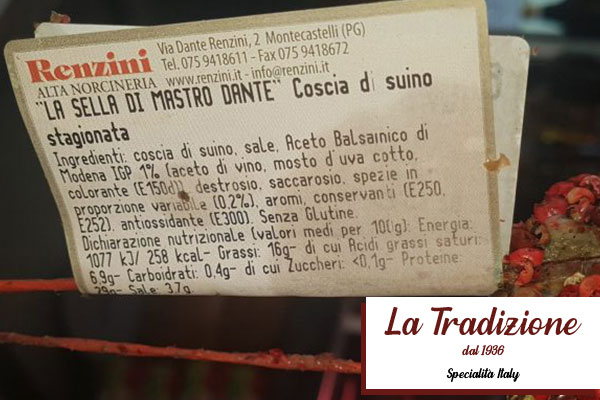 Renzini
ALTA NORCINERIA
Via Dante Renzini, 2 Montecastelli (PG)
Tel. 075 9418611 - Fax 075 9418672
www.renzini.it - info@renzini.it
"LA SELLA DI MASTRO DANTE" Coscia di suino
stagionata
Ingredienti: coscia di suino, sale, Aceto Balsamico di
Modena IGP 1% (aceto di vino, mosto d'uva cotto,
colorante (E150d)), destrosio, saccarosio, spezie in
proporzione variabile (0.2%), aromi, conservanti (E250,
E252), antiossidante (E300). Senza Glutine.
Dichiarazione nutrizionale (valori medi per 100g): Energia:
1077 kJ/ 258 kcal- Grassi: 16g- di cui Acidi grassi saturi:
6,9g- Carboidrati: 0.4g- di cui Zuccheri: <0,1g- Proteine:
29g- Sale: 3,7g
La Tradizione
dal 1936
Specialità Italy